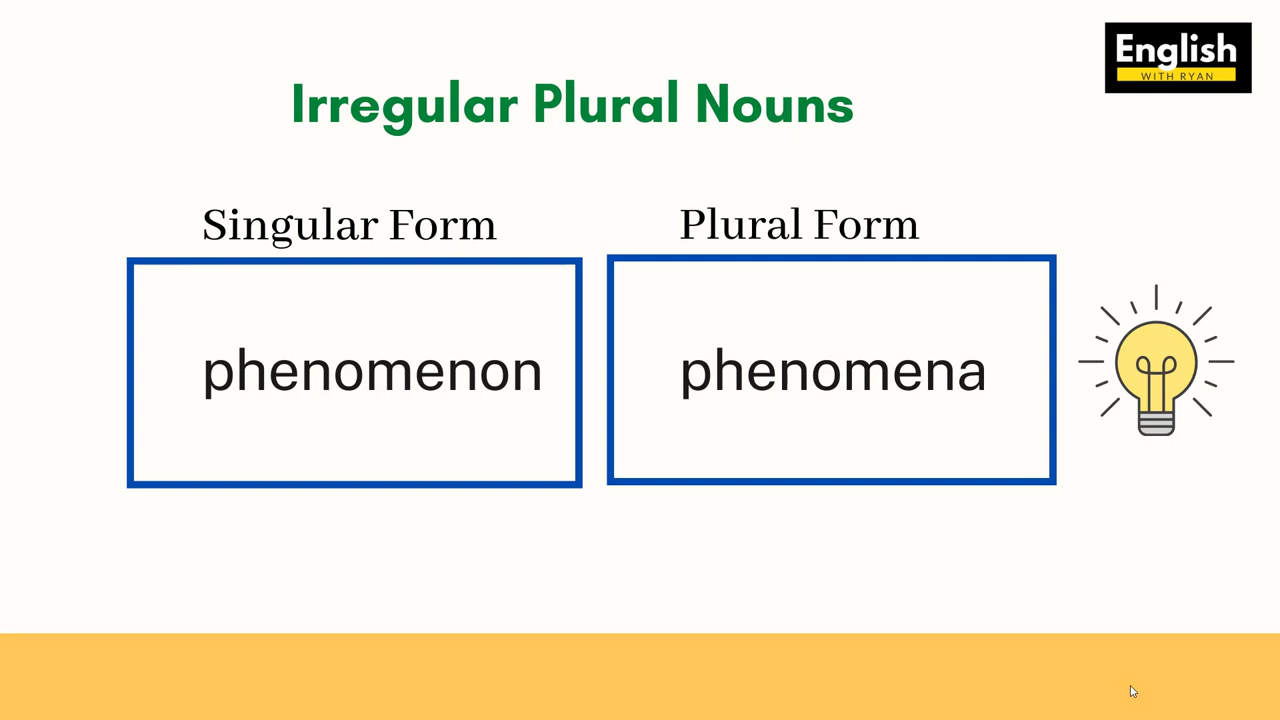 English
WITH RYAN
Irregular Plural Nouns
Singular Form
Plural Form
phenomenon
phenomena